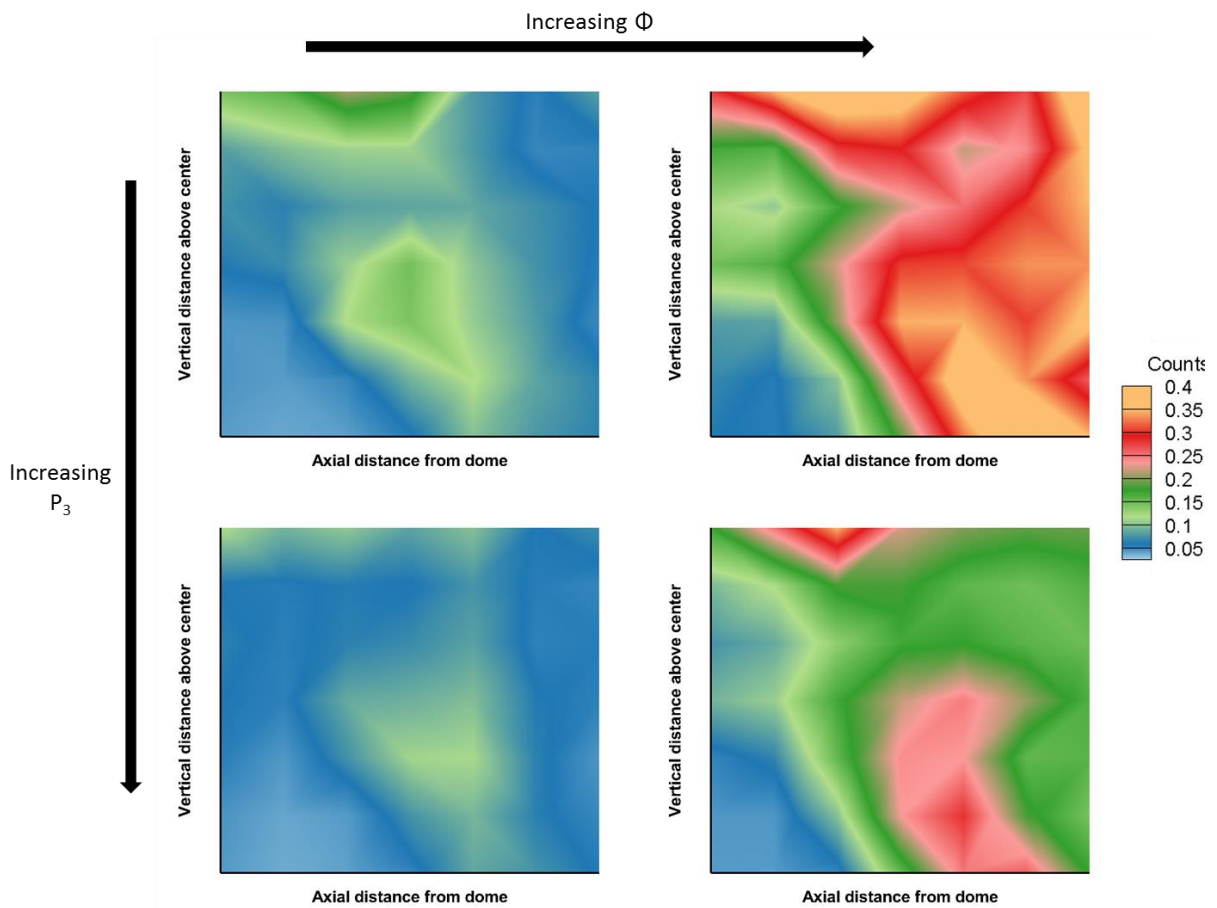 Increasing Φ
Vertical distance above center
Axial distance from dome
Vertical distance above center
Axial distance from dome
Counts
0.4
0.35
0.3
0.25
0.2
0.15
0.1
0.05
Increasing
P₃
Vertical distance above center
Axial distance from dome
Vertical distance above center
Axial distance from dome